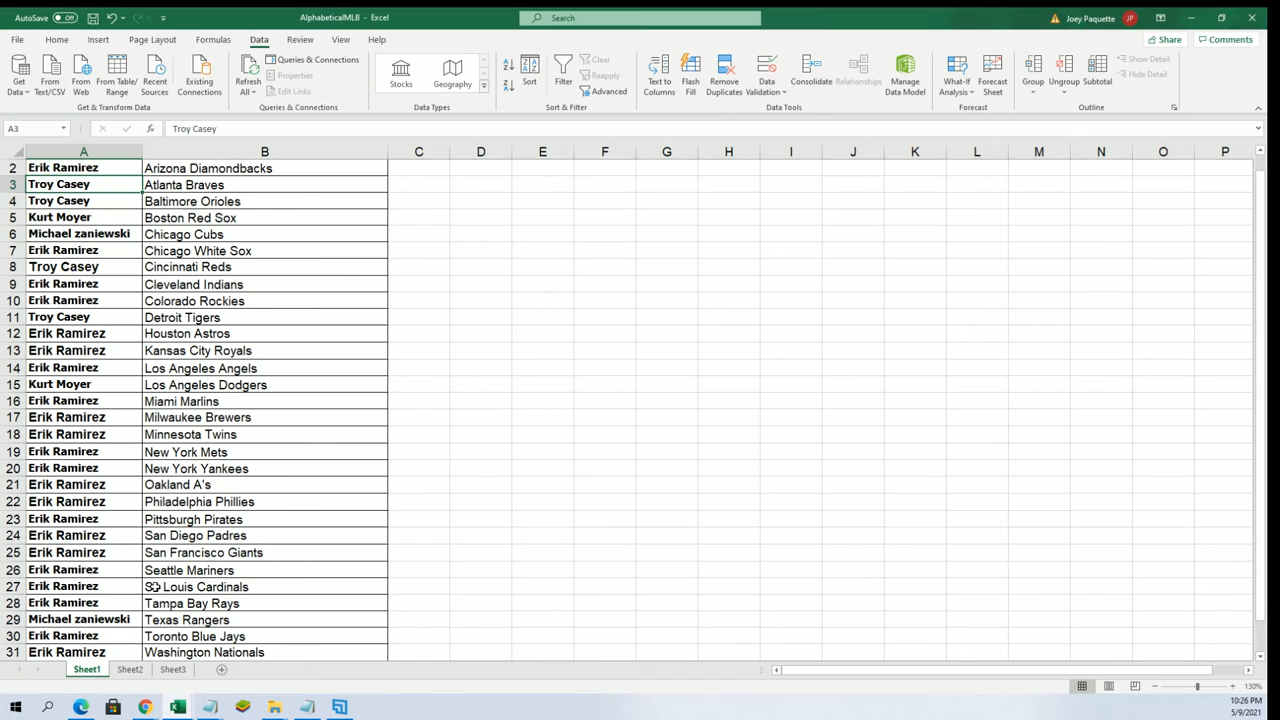 AutoSave Off AlphabeticalMLB - Excel Search Joey Paquette JP
File Home Insert Page Layout Formulas Data Review View Help Share Comments
Get Data From Text/CSV From Web From Table/Range Recent Sources Existing Connections
Get & Transform Data
Refresh All Queries & Connections Properties Edit Links
Queries & Connections
Stocks Geography
Data Types
Sort Filter Clear Reapply Advanced
Sort & Filter
Text to Columns Flash Fill Remove Duplicates Data Validation Consolidate Relationships Manage Data Model
Data Tools
What-If Analysis Forecast Sheet
Forecast
Group Ungroup Subtotal Show Detail Hide Detail
Outline
A3 fx Troy Casey
A B C D E F G H I J K L M N O P
2 Erik Ramirez Arizona Diamondbacks
3 Troy Casey Atlanta Braves
4 Troy Casey Baltimore Orioles
5 Kurt Moyer Boston Red Sox
6 Michael zaniewski Chicago Cubs
7 Erik Ramirez Chicago White Sox
8 Troy Casey Cincinnati Reds
9 Erik Ramirez Cleveland Indians
10 Erik Ramirez Colorado Rockies
11 Troy Casey Detroit Tigers
12 Erik Ramirez Houston Astros
13 Erik Ramirez Kansas City Royals
14 Erik Ramirez Los Angeles Angels
15 Kurt Moyer Los Angeles Dodgers
16 Erik Ramirez Miami Marlins
17 Erik Ramirez Milwaukee Brewers
18 Erik Ramirez Minnesota Twins
19 Erik Ramirez New York Mets
20 Erik Ramirez New York Yankees
21 Erik Ramirez Oakland A's
22 Erik Ramirez Philadelphia Phillies
23 Erik Ramirez Pittsburgh Pirates
24 Erik Ramirez San Diego Padres
25 Erik Ramirez San Francisco Giants
26 Erik Ramirez Seattle Mariners
27 Erik Ramirez Louis Cardinals
28 Erik Ramirez Tampa Bay Rays
29 Michael zaniewski Texas Rangers
30 Erik Ramirez Toronto Blue Jays
31 Erik Ramirez Washington Nationals
Sheet1 Sheet2 Sheet3
130%
10:26 PM
5/9/2021